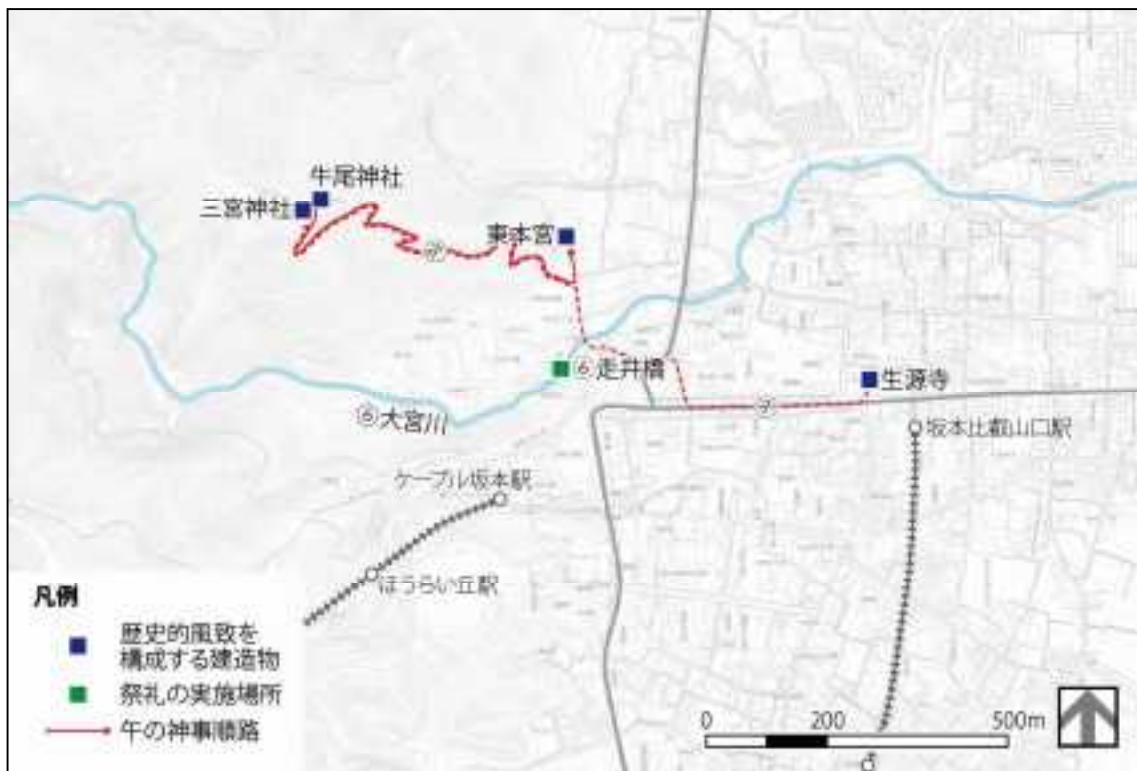 牛尾神社
三宮神社
東本宮
⑦
⑥走井橋
生源寺
⑦
⑥大宮川
坂本比叡山口駅
ケーブル坂本駅
ほうらい丘駅
凡例
歴史的風致を
構成する建造物
祭礼の実施場所
午の神事順路
0 200 500m